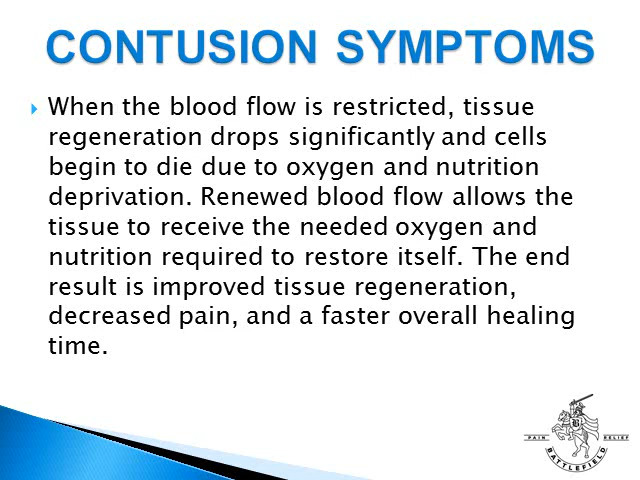 CONTUSION SYMPTOMS
When the blood flow is restricted, tissue
regeneration drops significantly and cells
begin to die due to oxygen and nutrition
deprivation. Renewed blood flow allows the
tissue to receive the needed oxygen and
nutrition required to restore itself. The end
result is improved tissue regeneration,
decreased pain, and a faster overall healing
time.
B
PAIN RELIEF
BATTLEFIELD